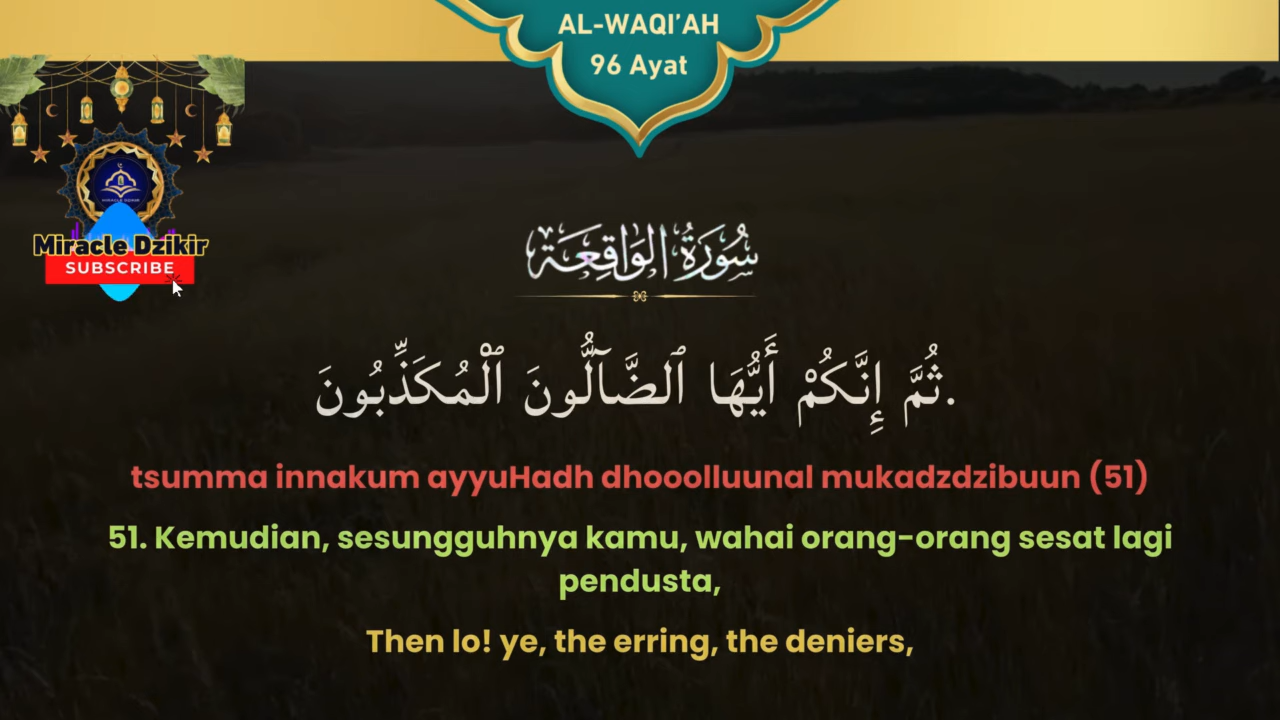 AL-WAQI’AH
96 Ayat
Miracle Dzikir
SUBSCRIBE
سُورَةُ الوَاقِعَة
ثُمَّ إِنَّكُمْ أَيُّهَا ٱلضَّآلُّونَ ٱلْمُكَذِّبُونَ.
tsumma innakum ayyuHadh dhooolluunal mukadzdzibuun (51)
51. Kemudian, sesungguhnya kamu, wahai orang-orang sesat lagi
pendusta,
Then lo! ye, the erring, the deniers,